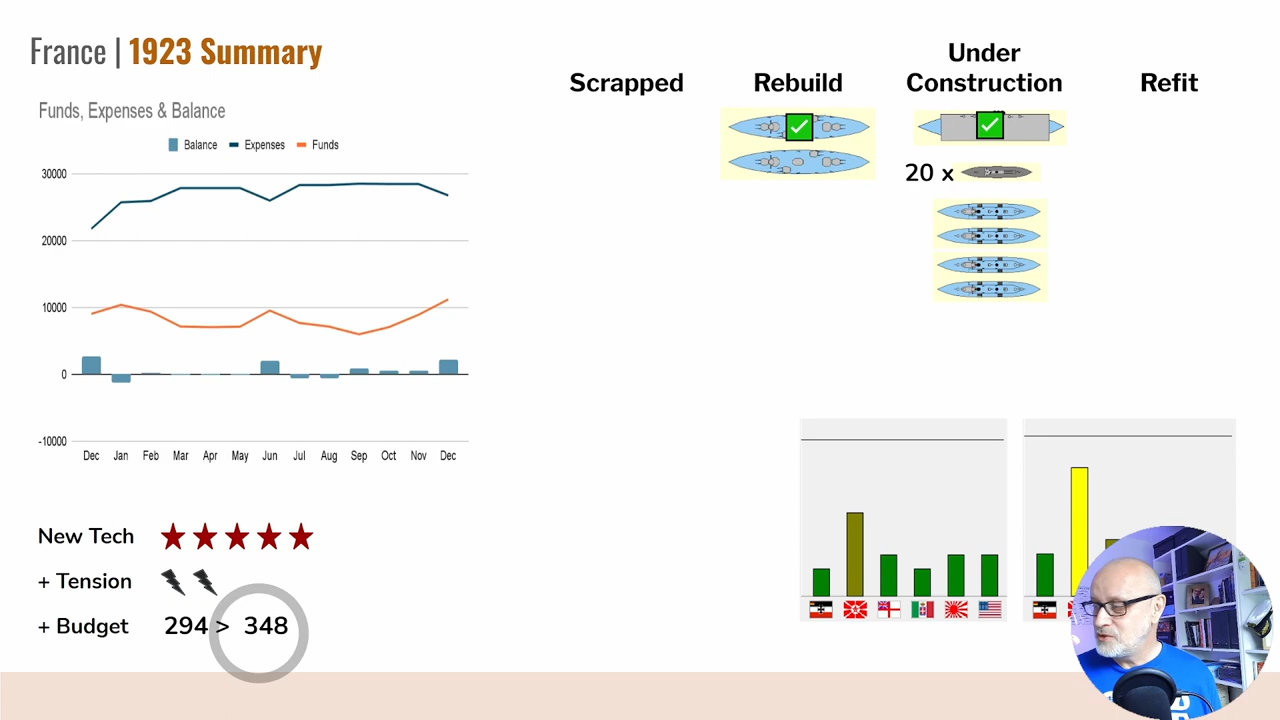 France | 1923 Summary
Scrapped
Rebuild
Under
Construction
Refit
Funds, Expenses & Balance
Balance
Expenses
Funds
30000
20000
10000
0
-10000
Dec Jan Feb Mar Apr May Jun Jul Aug Sep Oct Nov Dec
20 x
New Tech
+ Tension
+ Budget 294 > 348